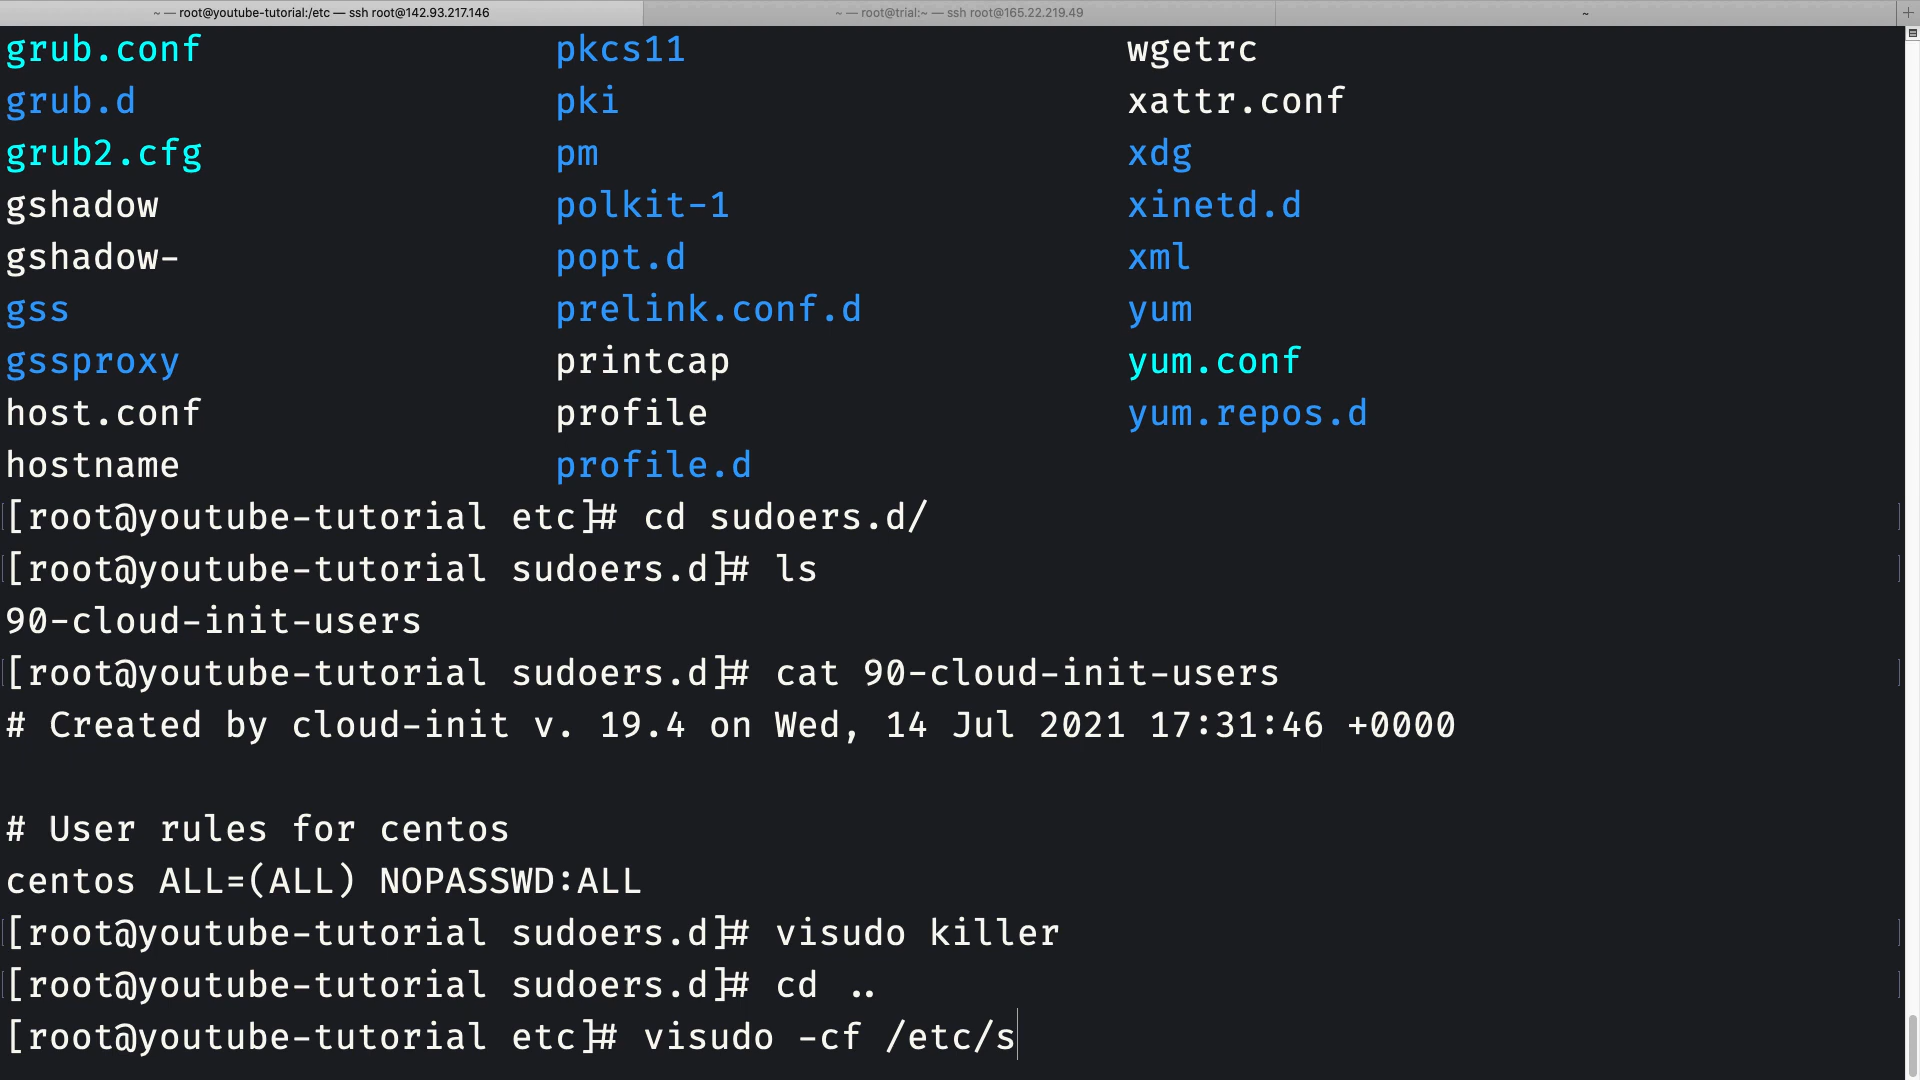 ~ — root@youtube-tutorial:/etc — ssh root@142.93.217.146 ~ — root@trial:~ — ssh root@165.22.219.49 ~ +
grub.conf pkcs11 wgetrc
grub.d pki xattr.conf
grub2.cfg pm xdg
gshadow polkit-1 xinetd.d
gshadow- popt.d xml
gss prelink.conf.d yum
gssproxy printcap yum.conf
host.conf profile yum.repos.d
hostname profile.d
[root@youtube-tutorial etc]# cd sudoers.d/
[root@youtube-tutorial sudoers.d]# ls
90-cloud-init-users
[root@youtube-tutorial sudoers.d]# cat 90-cloud-init-users
# Created by cloud-init v. 19.4 on Wed, 14 Jul 2021 17:31:46 +0000
# User rules for centos
centos ALL=(ALL) NOPASSWD:ALL
[root@youtube-tutorial sudoers.d]# visudo killer
[root@youtube-tutorial sudoers.d]# cd ..
[root@youtube-tutorial etc]# visudo -cf /etc/s